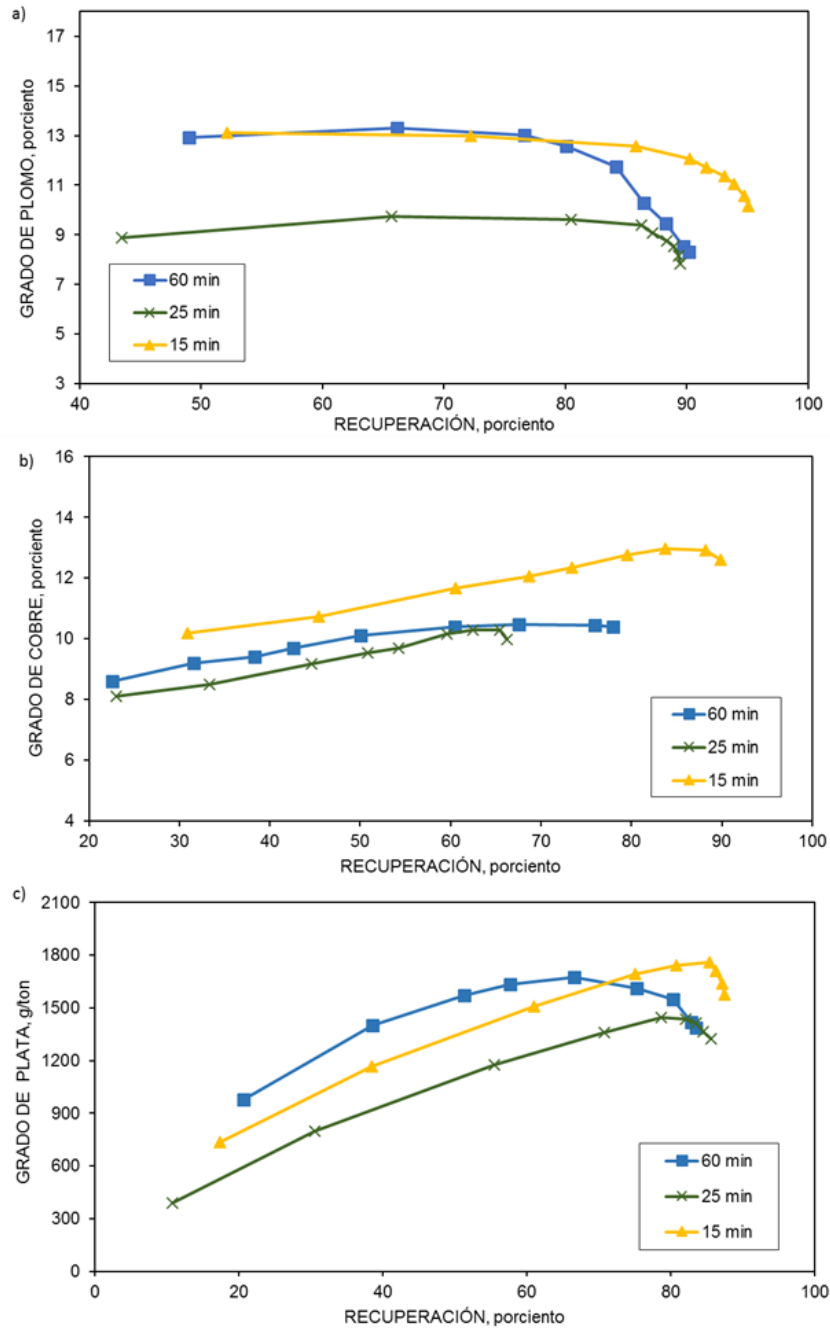 a)
GRADO DE PLOMO, porciento
17
15
13
11
9
7
5
3
60 min
25 min
15 min
40 50 60 70 80 90 100
RECUPERACIÓN, porciento
b)
GRADO DE COBRE, porciento
16
14
12
10
8
6
4
60 min
25 min
15 min
20 30 40 50 60 70 80 90 100
RECUPERACIÓN, porciento
c)
GRADO DE PLATA, g/ton
2100
1800
1500
1200
900
600
300
0
60 min
25 min
15 min
0 20 40 60 80 100
RECUPERACIÓN, porciento